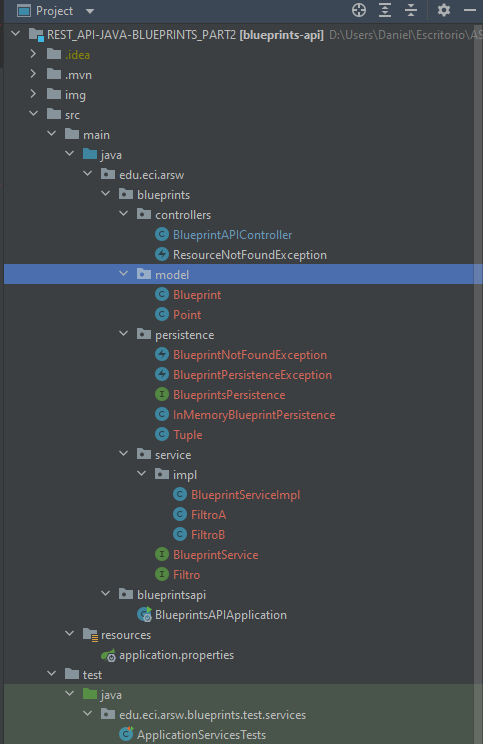 Project
REST_API-JAVA-BLUEPRINTS_PART2 [blueprints-api] D:\Users\Daniel\Escritorio\AS
.idea
.mvn
img
src
main
java
edu.eci.arsw
blueprints
controllers
BlueprintAPIController
ResourceNotFoundException
model
Blueprint
Point
persistence
BlueprintNotFoundException
BlueprintPersistenceException
BlueprintsPersistence
InMemoryBlueprintPersistence
Tuple
service
impl
BlueprintServiceImpl
FiltroA
FiltroB
BlueprintService
Filtro
blueprintsapi
BlueprintsAPIApplication
resources
application.properties
test
java
edu.eci.arsw.blueprints.test.services
ApplicationServicesTests